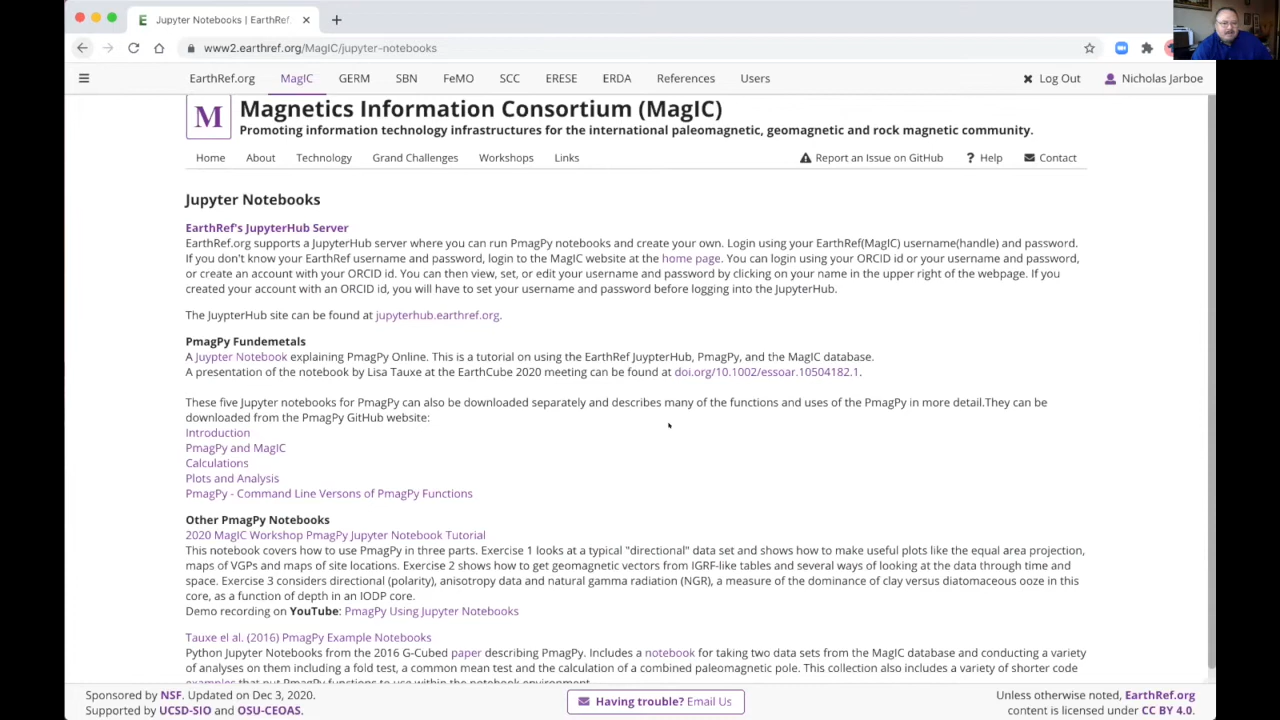 Jupyter Notebooks | EarthRef.
www2.earthref.org/MagIC/jupyter-notebooks
EarthRef.org MagIC GERM SBN FeMO SCC ERESE ERDA References Users Log Out Nicholas Jarboe
M
Magnetics Information Consortium (MagIC)
Promoting information technology infrastructures for the international paleomagnetic, geomagnetic and rock magnetic community.
Home About Technology Grand Challenges Workshops Links Report an Issue on GitHub Help Contact
Jupyter Notebooks
EarthRef's JupyterHub Server
EarthRef.org supports a JupyterHub server where you can run PmagPy notebooks and create your own. Login using your EarthRef(MagIC) username(handle) and password.
If you don't know your EarthRef username and password, login to the MagIC website at the home page. You can login using your ORCID id or your username and password,
or create an account with your ORCID id. You can then view, set, or edit your username and password by clicking on your name in the upper right of the webpage. If you
created your account with an ORCID id, you will have to set your username and password before logging into the JupyterHub.
The JuypterHub site can be found at jupyterhub.earthref.org.
PmagPy Fundemetals
A Juypter Notebook explaining PmagPy Online. This is a tutorial on using the EarthRef JuypterHub, PmagPy, and the MagIC database.
A presentation of the notebook by Lisa Tauxe at the EarthCube 2020 meeting can be found at doi.org/10.1002/essoar.10504182.1.
These five Jupyter notebooks for PmagPy can also be downloaded separately and describes many of the functions and uses of the PmagPy in more detail.They can be
downloaded from the PmagPy GitHub website:
Introduction
PmagPy and MagIC
Calculations
Plots and Analysis
PmagPy - Command Line Versons of PmagPy Functions
Other PmagPy Notebooks
2020 MagIC Workshop PmagPy Jupyter Notebook Tutorial
This notebook covers how to use PmagPy in three parts. Exercise 1 looks at a typical "directional" data set and shows how to make useful plots like the equal area projection,
maps of VGPs and maps of site locations. Exercise 2 shows how to get geomagnetic vectors from IGRF-like tables and several ways of looking at the data through time and
space. Exercise 3 considers directional (polarity), anisotropy data and natural gamma radiation (NGR), a measure of the dominance of clay versus diatomaceous ooze in this
core, as a function of depth in an IODP core.
Demo recording on YouTube: PmagPy Using Jupyter Notebooks
Tauxe el al. (2016) PmagPy Example Notebooks
Python Jupyter Notebooks from the 2016 G-Cubed paper describing PmagPy. Includes a notebook for taking two data sets from the MagIC database and conducting a variety
of analyses on them including a fold test, a common mean test and the calculation of a combined paleomagnetic pole. This collection also includes a variety of shorter code
examples that put PmagPy functions to use within the notebook environment.
Sponsored by NSF. Updated on Dec 3, 2020. Having trouble? Email Us Unless otherwise noted, EarthRef.org
Supported by UCSD-SIO and OSU-CEOAS. content is licensed under CC BY 4.0.